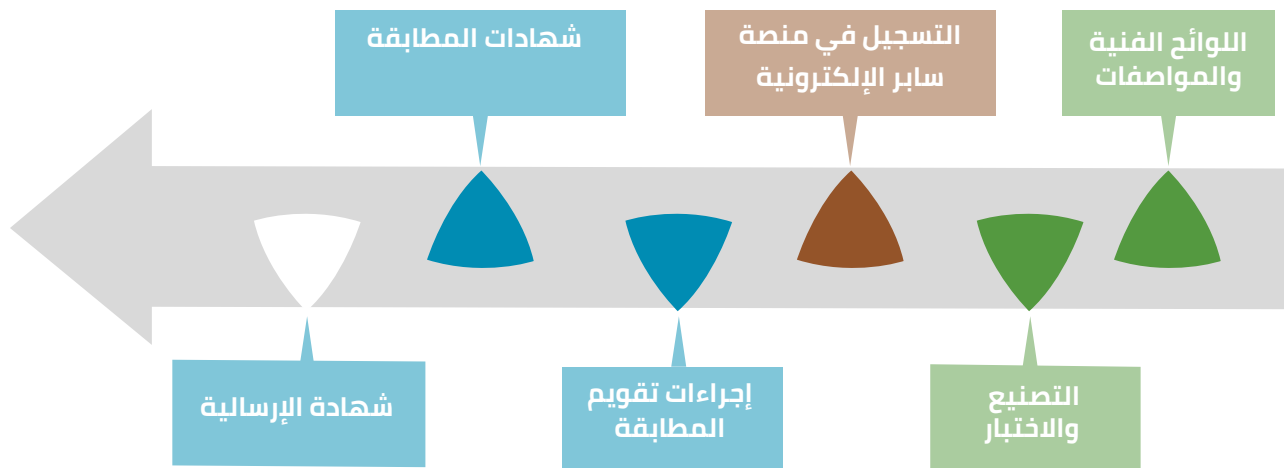 اللوائح الفنية
والمواصفات
التصنيع
والاختبار
التسجيل في منصة
سابر الإلكترونية
إجراءات تقويم
المطابقة
شهادات المطابقة
شهادة الإرسالية